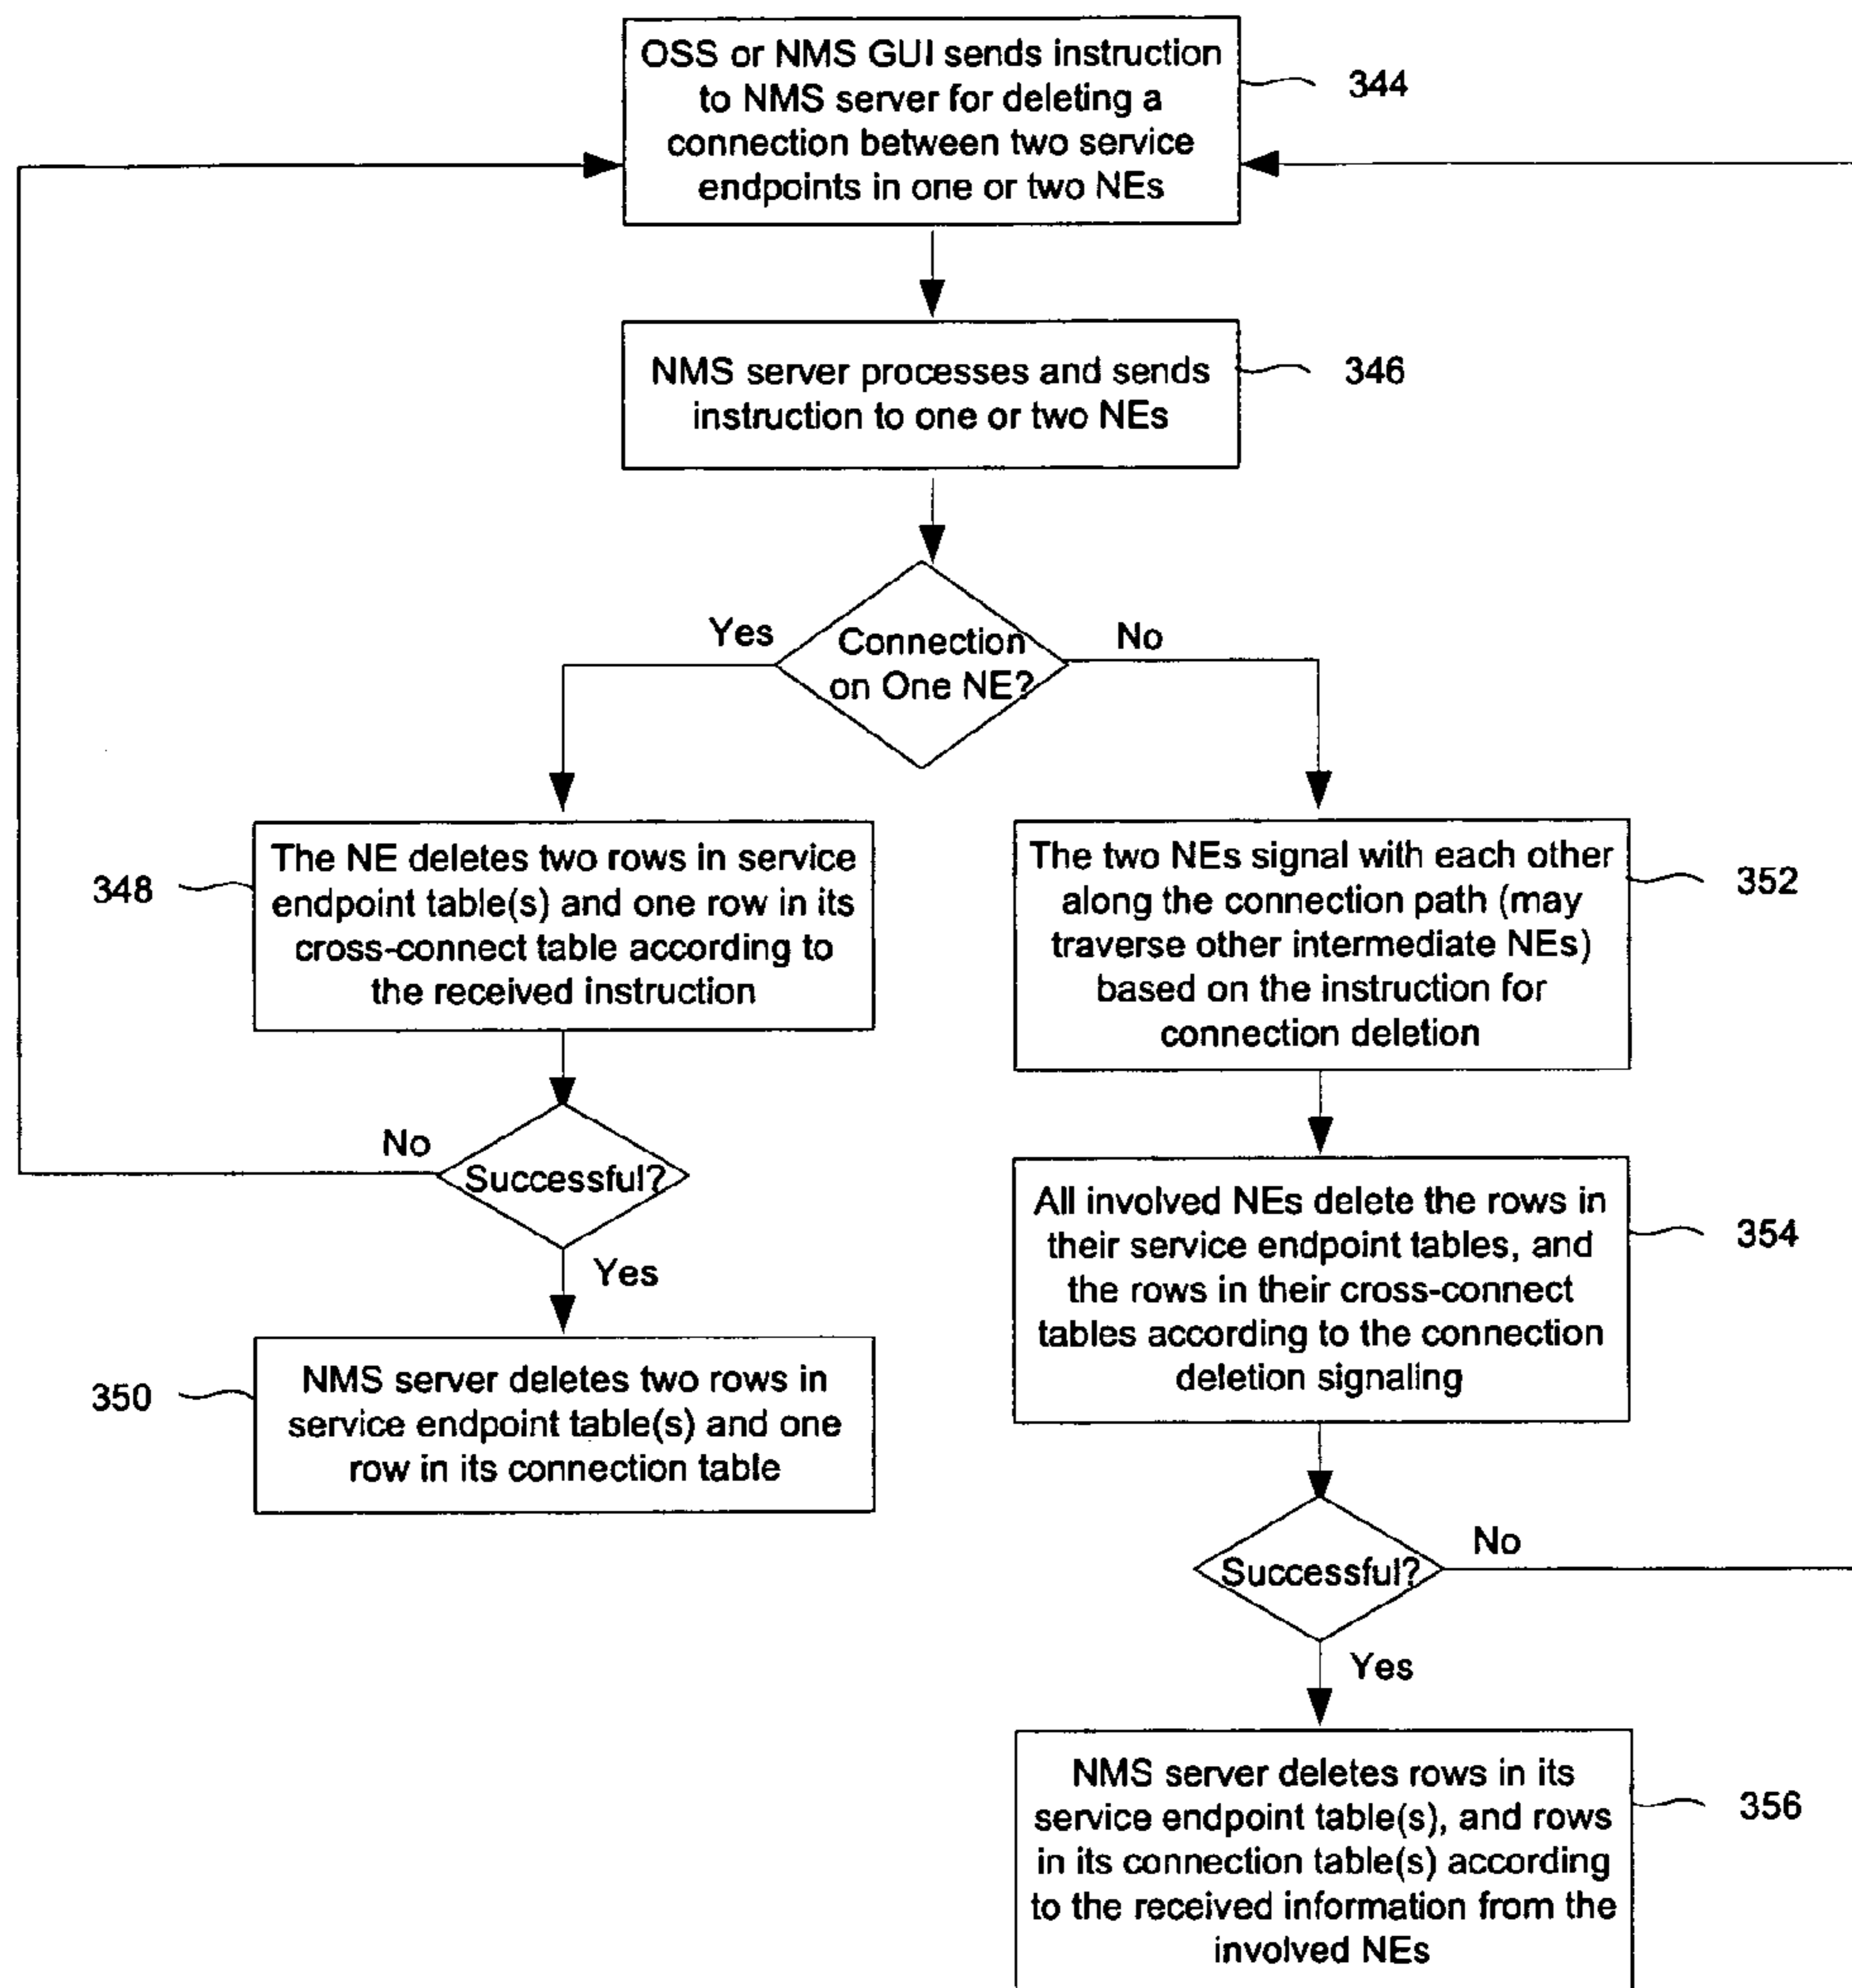 OSS or NMS GUI sends instruction
to NMS server for deleting a
connection between two service
endpoints in one or two NEs
344
NMS server processes and sends
instruction to one or two NEs
346
Yes
Connection
on One NE?
No
348
The NE deletes two rows in service
endpoint table(s) and one row in its
cross-connect table according to
the received instruction
The two NEs signal with each other
along the connection path (may
traverse other intermediate NEs)
based on the instruction for
connection deletion
352
No
Successful?
Yes
All involved NEs delete the rows in
their service endpoint tables, and
the rows in their cross-connect
tables according to the connection
deletion signaling
354
350
NMS server deletes two rows in
service endpoint table(s) and one
row in its connection table
Successful?
No
Yes
NMS server deletes rows in its
service endpoint table(s), and rows
in its connection table(s) according
to the received information from the
involved NEs
356